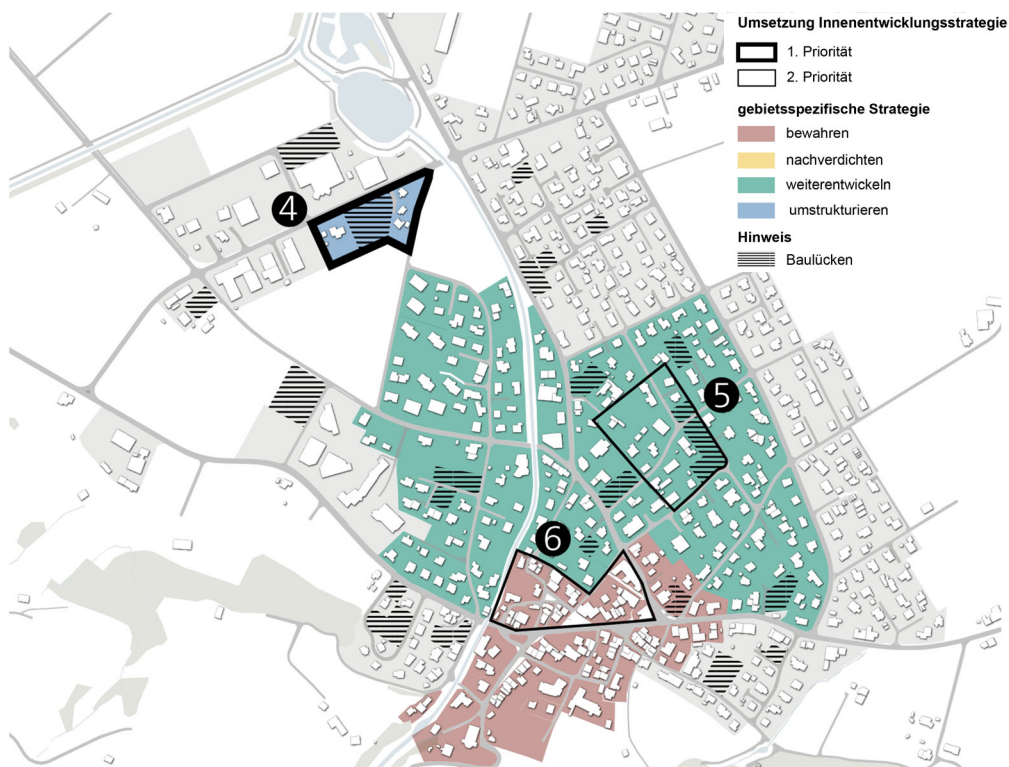 Umsetzung Innenentwicklungsstrategie
1. Priorität
2. Priorität
gebietsspezifische Strategie
bewahren
nachverdichten
weiterentwickeln
umstrukturieren
Hinweis
Baulücken
4
5
6